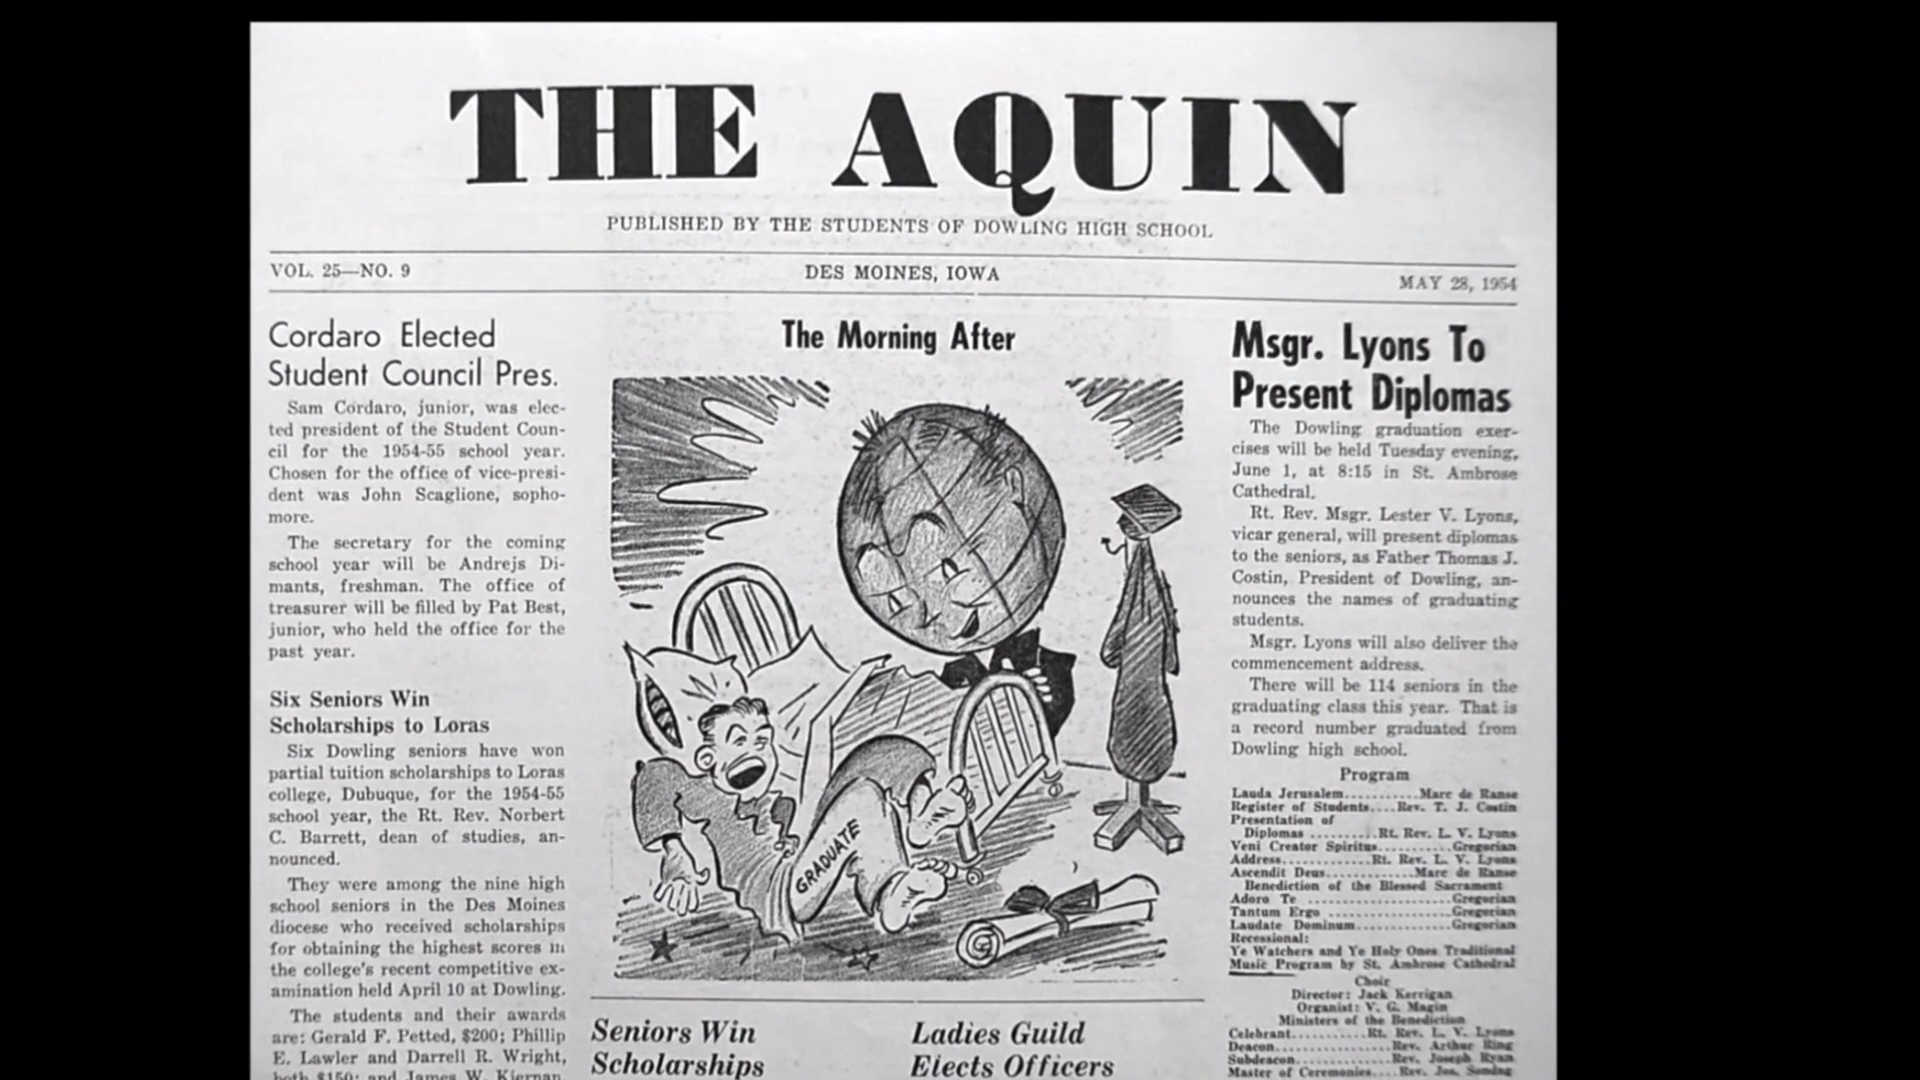 THE AQUIN
PUBLISHED BY THE STUDENTS OF DOWLING HIGH SCHOOL
VOL. 25—NO. 9
DES MOINES, IOWA
MAY 28, 1954
Cordaro Elected
Student Council Pres.
Sam Cordaro, junior, was elec-
ted president of the Student Coun-
cil for the 1954-55 school year.
Chosen for the office of vice-presi-
dent was John Scaglione, sopho-
more.
The secretary for the coming
school year will be Andrejs Di-
mants, freshman. The office of
treasurer will be filled by Pat Best,
junior, who held the office for the
past year.
Six Seniors Win
Scholarships to Loras
Six Dowling seniors have won
partial tuition scholarships to Loras
college, Dubuque, for the 1954-55
school year, the Rt. Rev. Norbert
C. Barrett, dean of studies, an-
nounced.
They were among the nine high
school seniors in the Des Moines
diocese who received scholarships
for obtaining the highest scores in
the college's recent competitive ex-
amination held April 10 at Dowling.
The students and their awards
are: Gerald F. Petted, $200; Phillip
E. Lawler and Darrell R. Wright,
both $150; and James W. Kiernan,
The Morning After
GRADUATE
Seniors Win
Scholarships
Ladies Guild
Elects Officers
Msgr. Lyons To
Present Diplomas
The Dowling graduation exer-
cises will be held Tuesday evening,
June 1, at 8:15 in St. Ambrose
Cathedral.
Rt. Rev. Msgr. Lester V. Lyons,
vicar general, will present diplomas
to the seniors, as Father Thomas J.
Costin, President of Dowling, an-
nounces the names of graduating
students.
Msgr. Lyons will also deliver the
commencement address.
There will be 114 seniors in the
graduating class this year. That is
a record number graduated from
Dowling high school.
Program
Lauda Jerusalem...........Marc de Ranse
Register of Students....Rev. T. J. Costin
Presentation of
Diplomas ..........Rt. Rev. L. V. Lyons
Veni Creator Spiritus..........Gregorian
Address............Rt. Rev. L. V. Lyons
Ascendit Deus............Marc de Ranse
Benediction of the Blessed Sacrament
Adoro Te ....................Gregorian
Tantum Ergo ................Gregorian
Laudate Dominum.............Gregorian
Recessional:
Ye Watchers and Ye Holy Ones Traditional
Music Program by St. Ambrose Cathedral
Choir
Director: Jack Kerrigan
Organist: V. G. Magin
Ministers of the Benediction
Celebrant..........Rt. Rev. L. V. Lyons
Deacon................Rev. Arthur Ring
Subdeacon............Rev. Joseph Ryan
Master of Ceremonies....Rev. Jos.